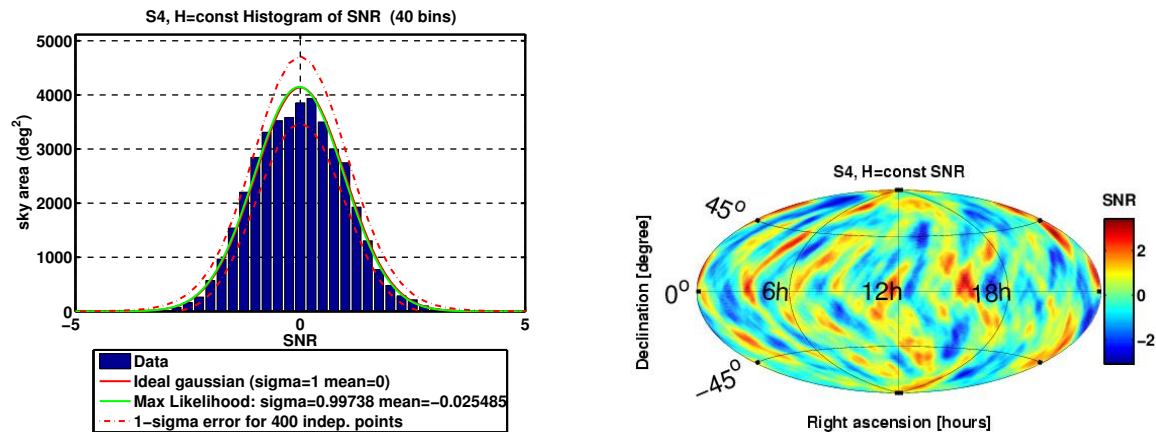 S4, H=const Histogram of SNR (40 bins)
5000
4000
3000
2000
1000
0
sky area (deg²)
−5
0
5
SNR
Data
Ideal gaussian (sigma=1 mean=0)
Max Likelihood: sigma=0.99738 mean=−0.025485
1−sigma error for 400 indep. points
S4, H=const SNR
SNR
2
0
−2
45°
0°
−45°
6h
12h
18h
Declination [degree]
Right ascension [hours]